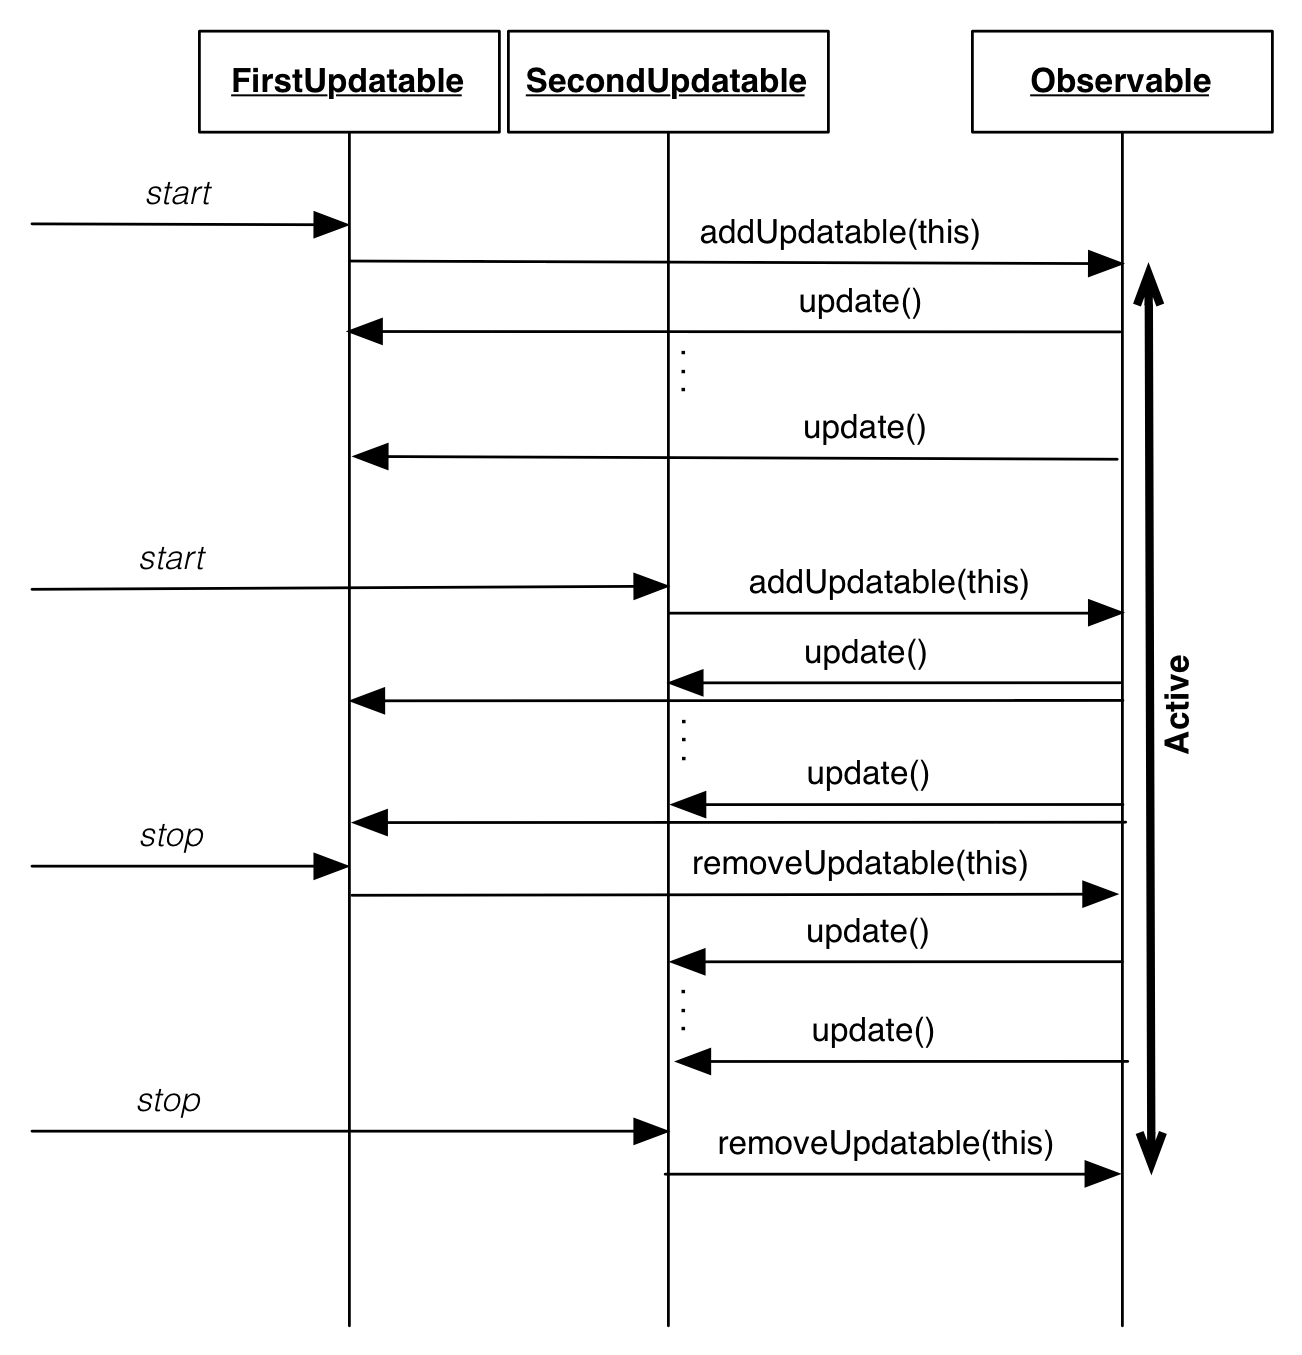 FirstUpdatable
SecondUpdatable
Observable
start
addUpdatable(this)
update()
update()
start
addUpdatable(this)
update()
Active
update()
stop
removeUpdatable(this)
update()
update()
stop
removeUpdatable(this)